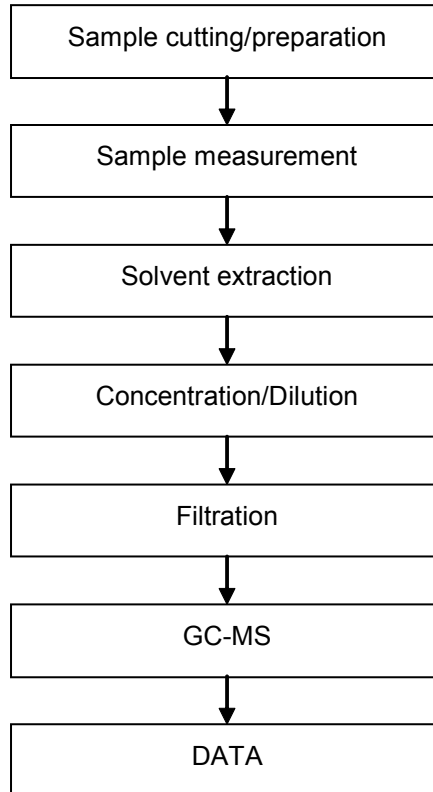 Sample cutting/preparation
Sample measurement
Solvent extraction
Concentration/Dilution
Filtration
GC-MS
DATA